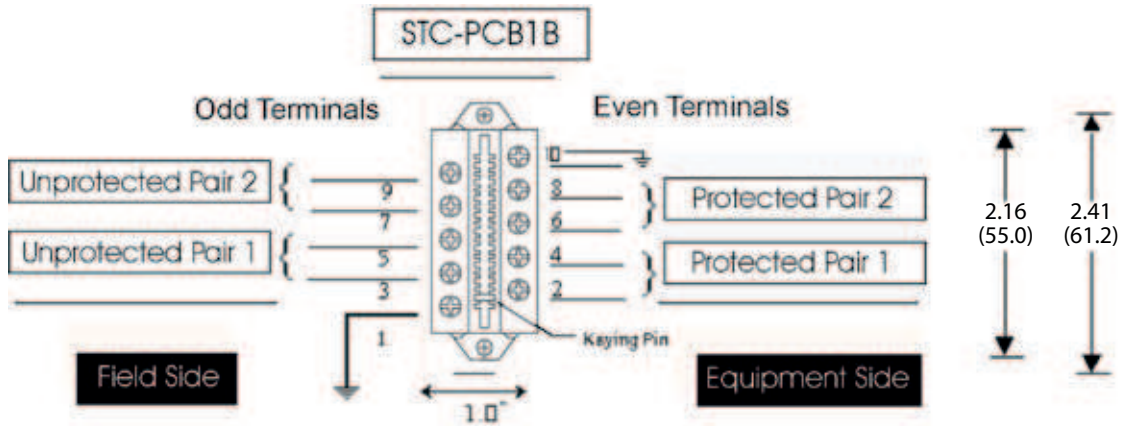 STC-PCB1B
Odd Terminals
Even Terminals
Unprotected Pair 2
9
7
Unprotected Pair 1
5
3
1
10
8
6
Protected Pair 2
4
2
Protected Pair 1
Keying Pin
Field Side
Equipment Side
1.0"
2.16
(55.0)
2.41
(61.2)